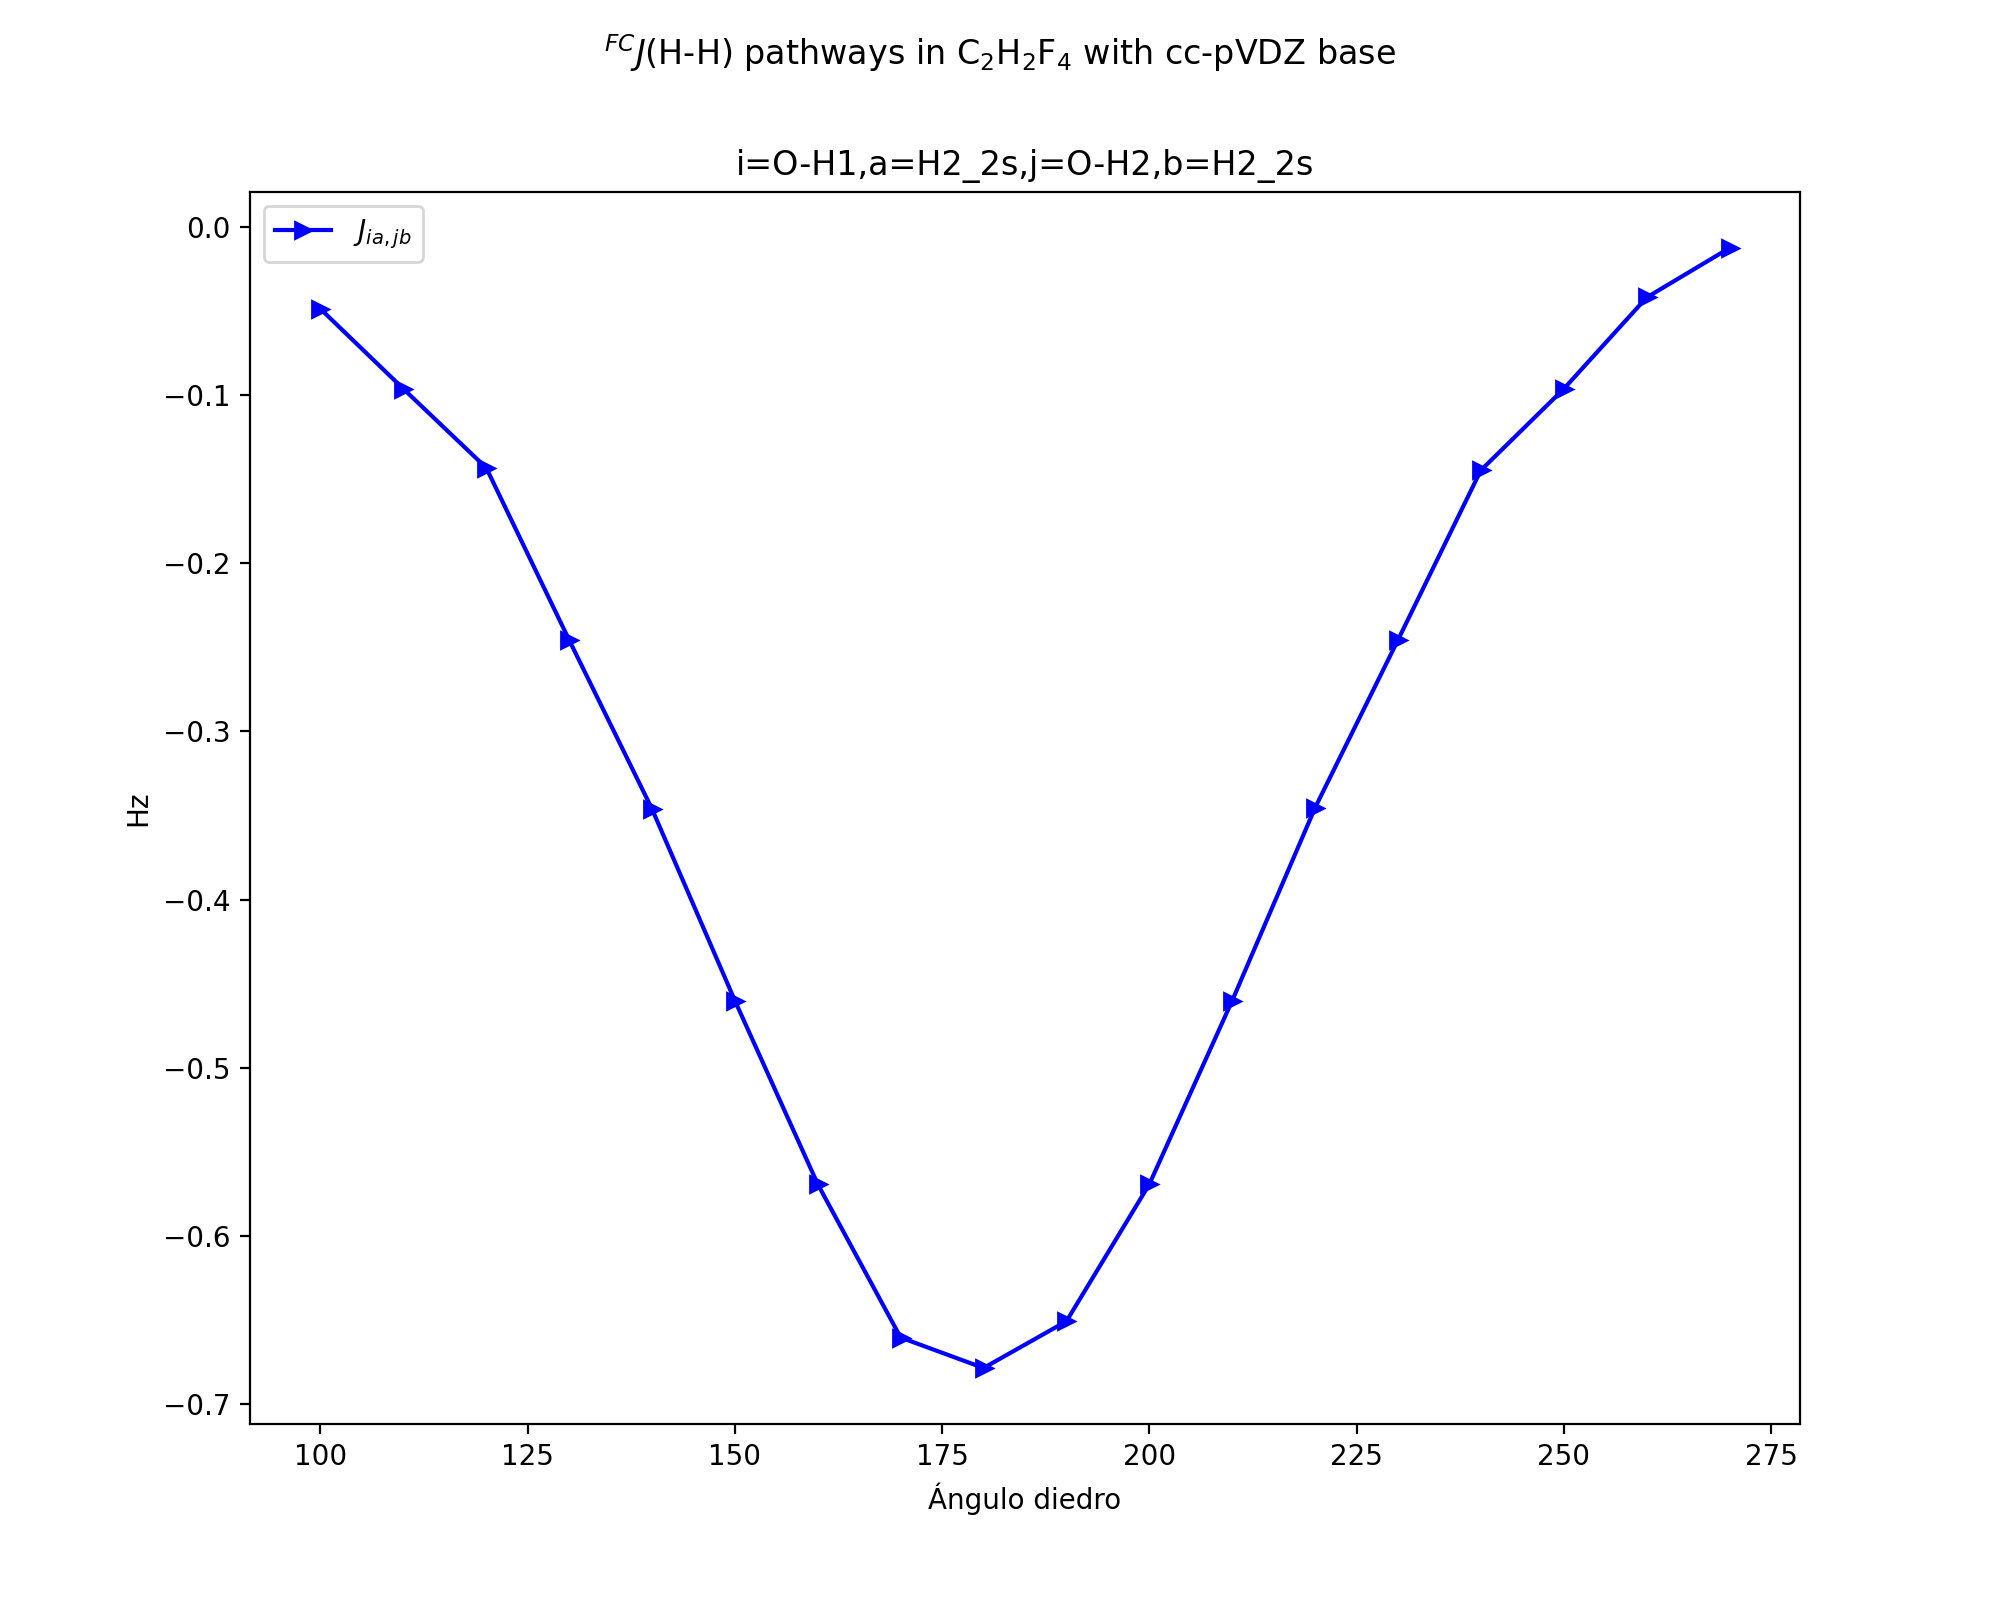 FCJ(H-H) pathways in C2H2F4 with cc-pVDZ base
i=O-H1,a=H2_2s,j=O-H2,b=H2_2s
J_ia,jb
0.0
−0.1
−0.2
−0.3
−0.4
−0.5
−0.6
−0.7
Hz
100 125 150 175 200 225 250 275
Ángulo diedro